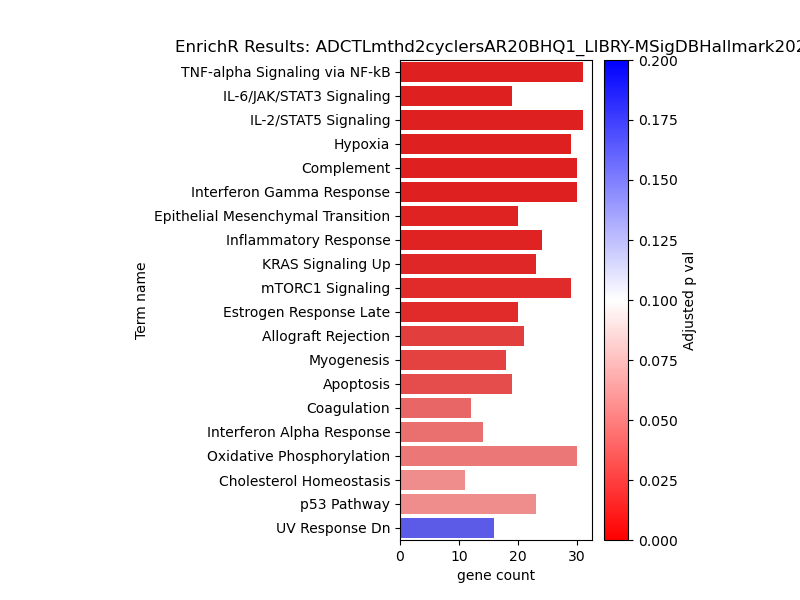 EnrichR Results: ADCTLmthd2cyclersAR20BHQ1_LIBRY-MSigDBHallmark202
TNF-alpha Signaling via NF-kB
IL-6/JAK/STAT3 Signaling
IL-2/STAT5 Signaling
Hypoxia
Complement
Interferon Gamma Response
Epithelial Mesenchymal Transition
Inflammatory Response
KRAS Signaling Up
mTORC1 Signaling
Estrogen Response Late
Allograft Rejection
Myogenesis
Apoptosis
Coagulation
Interferon Alpha Response
Oxidative Phosphorylation
Cholesterol Homeostasis
p53 Pathway
UV Response Dn
Term name
0 10 20 30
gene count
0.200
0.175
0.150
0.125
0.100
0.075
0.050
0.025
0.000
Adjusted p val